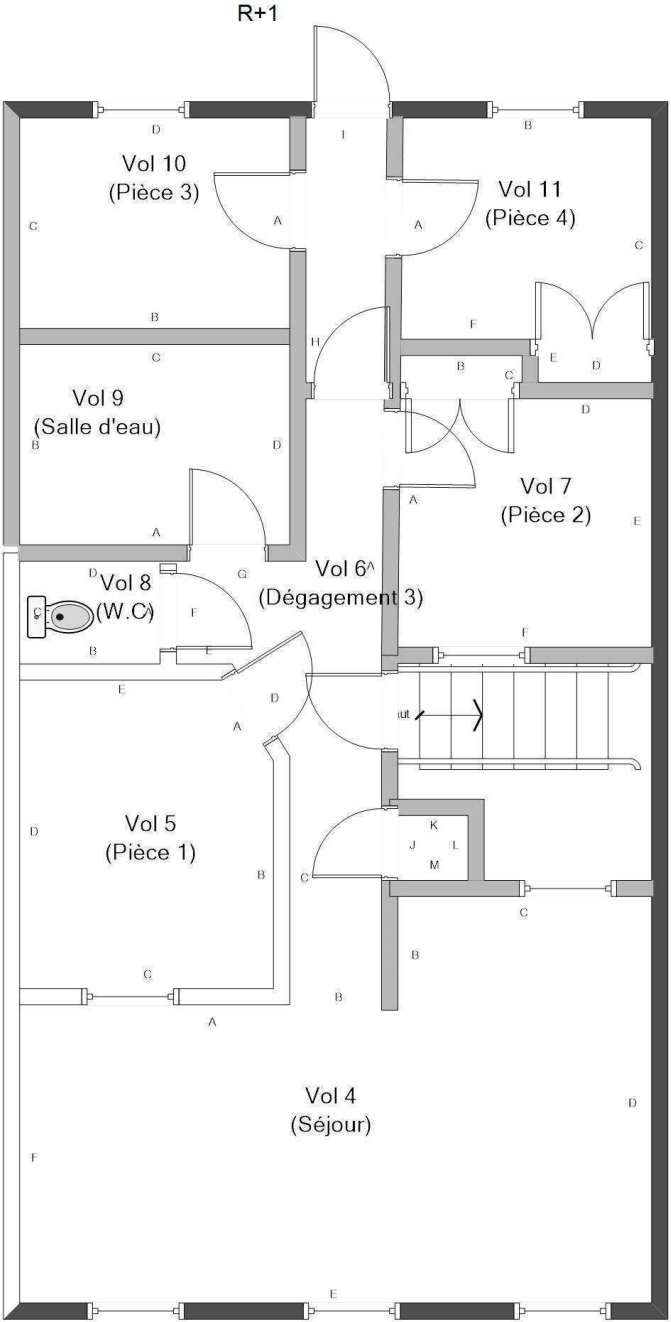 R+1
I
D
B
Vol 10
(Pièce 3)
Vol 11
(Pièce 4)
C
A
A
C
B
F
H
E
D
C
B
C
Vol 9
(Salle d'eau)
D
B
D
A
Vol 7
(Pièce 2)
A
E
G
D
Vol 8
(W.C)
C
A
F
Vol 6
A
(Dégagement 3)
F
B
E
E
D
A
aut
D
Vol 5
(Pièce 1)
B
C
K
J
L
M
C
B
C
B
A
Vol 4
(Séjour)
D
F
E